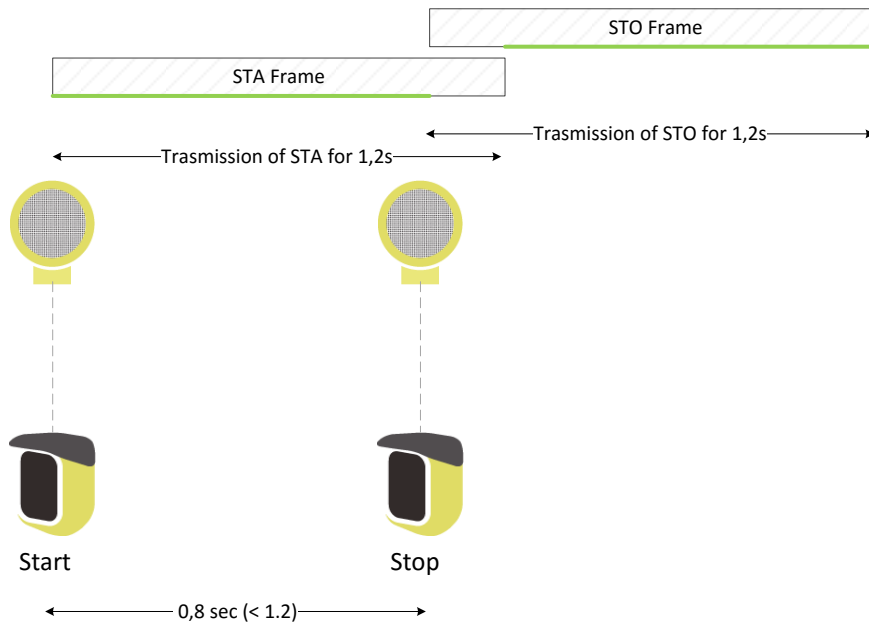 STO Frame
STA Frame
Trasmission of STO for 1,2s
Trasmission of STA for 1,2s
Start
Stop
0,8 sec (< 1.2)